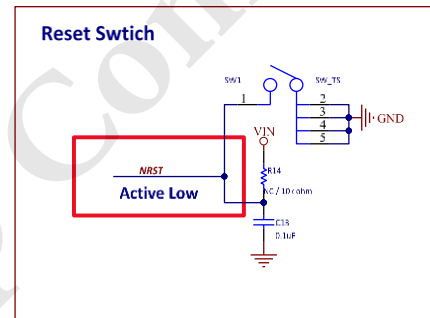 Reset Swtich
SW1
SW_TS
1
2
3
4
5
GND
VIN
R14
NC / 10 ohm
NRST
Active Low
C13
0.1uF